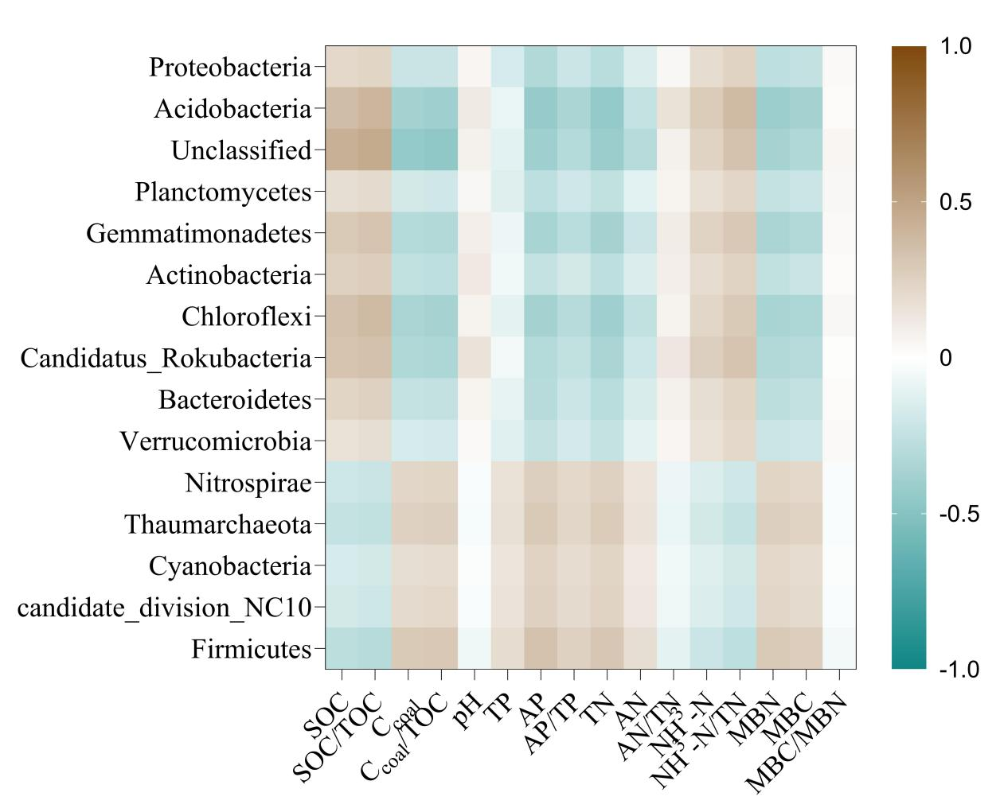 Proteobacteria
Acidobacteria
Unclassified
Planctomycetes
Gemmatimonadetes
Actinobacteria
Chloroflexi
Candidatus_Rokubacteria
Bacteroidetes
Verrucomicrobia
Nitrospirae
Thaumarchaeota
Cyanobacteria
candidate_division_NC10
Firmicutes
SOC
SOC/TOC
Ccoal
Ccoal/TOC
pH
TP
AP
AP/TP
TN
AN
AN/TN
NH3-N
NH3-N/TN
MBN
MBC
MBC/MBN
1.0
0.5
0
-0.5
-1.0